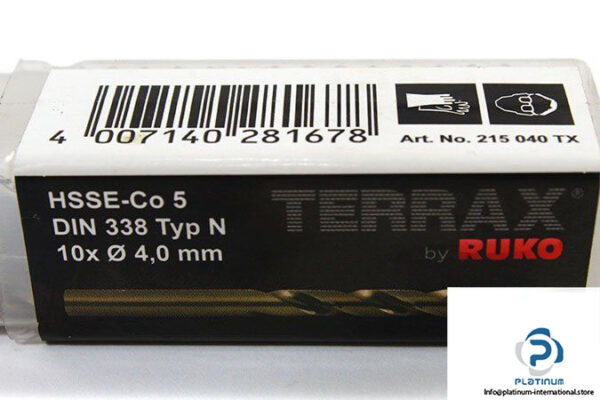 4 007140 281678
Art. No. 215 040 TX
HSSE-Co 5
DIN 338 Typ N
10x Ø 4,0 mm
TERRAX®
by RUKO
PLATINUM
Info@platinum-international.store